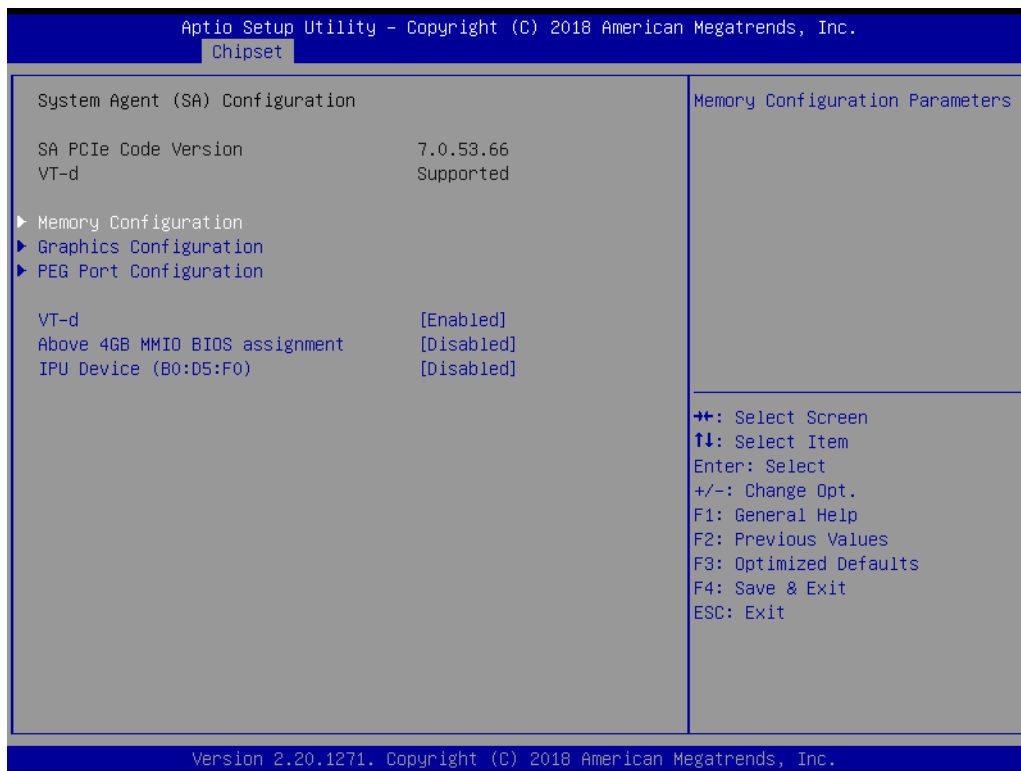 Aptio Setup Utility – Copyright (C) 2018 American Megatrends, Inc.
Chipset
System Agent (SA) Configuration
SA PCIe Code Version 7.0.53.66
VT-d Supported
▶ Memory Configuration
▶ Graphics Configuration
▶ PEG Port Configuration
VT-d [Enabled]
Above 4GB MMIO BIOS assignment [Disabled]
IPU Device (B0:D5:F0) [Disabled]
Memory Configuration Parameters
→←: Select Screen
↑↓: Select Item
Enter: Select
+/-: Change Opt.
F1: General Help
F2: Previous Values
F3: Optimized Defaults
F4: Save & Exit
ESC: Exit
Version 2.20.1271. Copyright (C) 2018 American Megatrends, Inc.